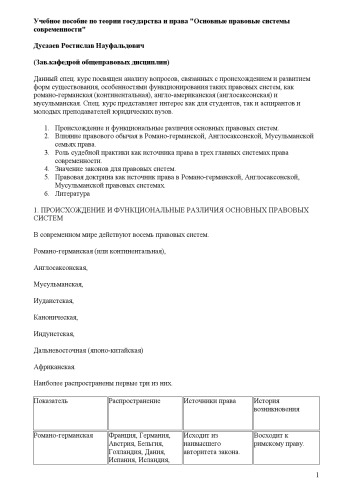 Учебное пособие по теории государства и права "Основные правовые системы
современности"
Дусаев Ростислав Науфальдович
(Зав.кафедрой общеправовых дисциплин)
Данный спец. курс посвящен анализу вопросов, связанных с происхождением и развитием
форм существования, особенностями функционирования таких правовых систем, как
романо-германская (континентальная), англо-американская (англосаксонская) и
мусульманская. Спец. курс представляет интерес как для студентов, так и аспирантов и
молодых преподавателей юридических вузов.
1. Происхождение и функциональные различия основных правовых систем.
2. Влияние правового обычая в Романо-германской, Англосаксонской, Мусульманской
семьях права.
3. Роль судебной практики как источника права в трех главных системах права
современности.
4. Значение законов для правовых систем.
5. Правовая доктрина как источник права в Романо-германской, Англосаксонской,
Мусульманской правовых системах.
6. Литература
1. ПРОИСХОЖДЕНИЕ И ФУНКЦИОНАЛЬНЫЕ РАЗЛИЧИЯ ОСНОВНЫХ ПРАВОВЫХ
СИСТЕМ
В современном мире действуют восемь правовых систем.
Романо-германская (или континентальная),
Англосаксонская,
Мусульманская,
Иудаистская,
Каноническая,
Индуистская,
Дальневосточная (японо-китайская)
Африканская.
Наиболее распространены первые три из них.
Показатель Распространение Источники права История
возникновения
Романо-германская Франция, Германия, Исходит из Восходит к
Австрия, Бельгия, наивысшего римскому праву.
Голландия, Дания, авторитета закона.
Испания, Исландия,
1